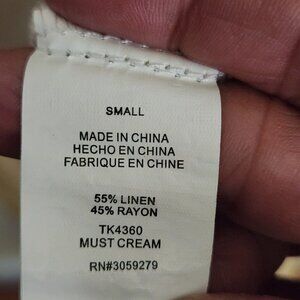 SMALL
MADE IN CHINA
HECHO EN CHINA
FABRIQUE EN CHINE
55% LINEN
45% RAYON
TK4360
MUST CREAM
RN#3059279